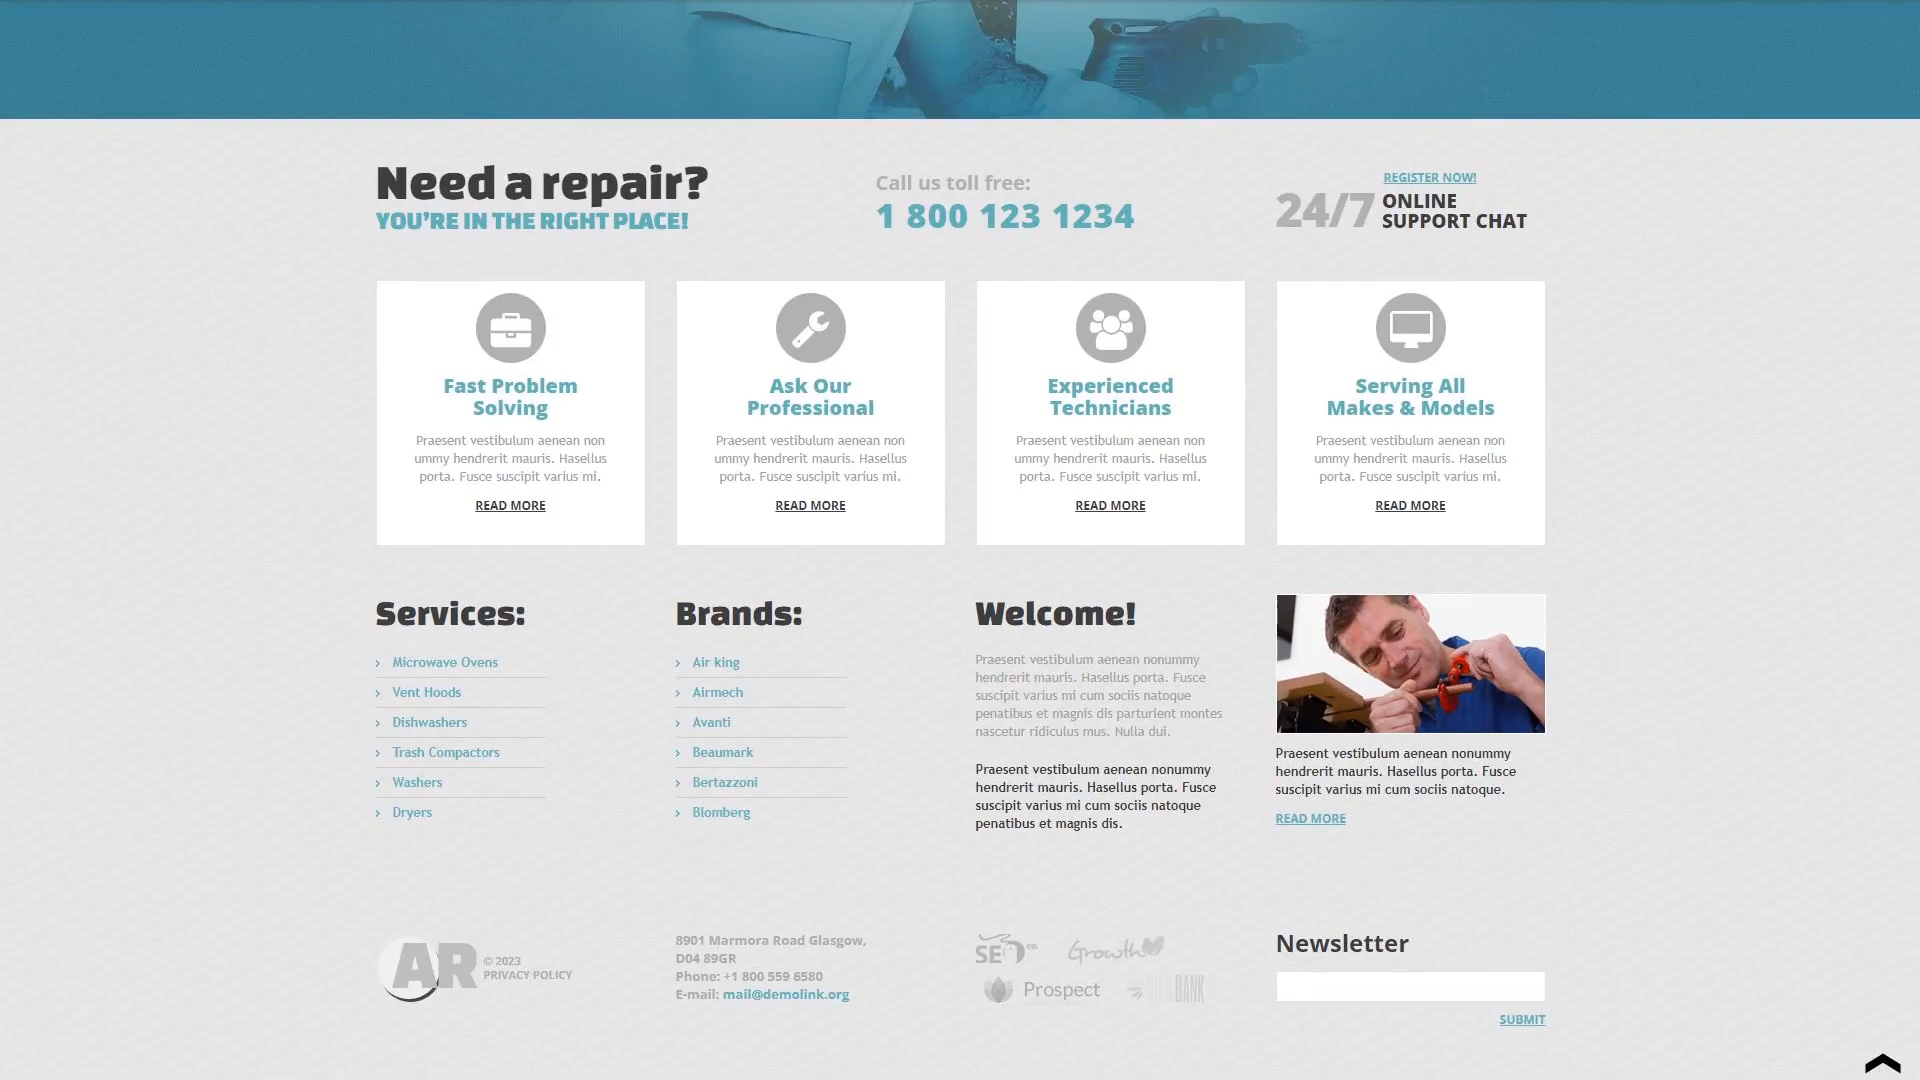 Need a repair?
YOU'RE IN THE RIGHT PLACE!
Call us toll free:
1 800 123 1234
REGISTER NOW!
24/7 ONLINE
SUPPORT CHAT
Fast Problem
Solving
Praesent vestibulum aenean non
ummy hendrerit mauris. Hasellus
porta. Fusce suscipit varius mi.
READ MORE
Ask Our
Professional
Praesent vestibulum aenean non
ummy hendrerit mauris. Hasellus
porta. Fusce suscipit varius mi.
READ MORE
Experienced
Technicians
Praesent vestibulum aenean non
ummy hendrerit mauris. Hasellus
porta. Fusce suscipit varius mi.
READ MORE
Serving All
Makes & Models
Praesent vestibulum aenean non
ummy hendrerit mauris. Hasellus
porta. Fusce suscipit varius mi.
READ MORE
Services:
Microwave Ovens
Vent Hoods
Dishwashers
Trash Compactors
Washers
Dryers
Brands:
Air king
Airmech
Avanti
Beaumark
Bertazzoni
Blomberg
Welcome!
Praesent vestibulum aenean nonummy
hendrerit mauris. Hasellus porta. Fusce
suscipit varius mi cum sociis natoque
penatibus et magnis dis parturient montes
nascetur ridiculus mus. Nulla dui.
Praesent vestibulum aenean nonummy
hendrerit mauris. Hasellus porta. Fusce
suscipit varius mi cum sociis natoque
penatibus et magnis dis.
Praesent vestibulum aenean nonummy
hendrerit mauris. Hasellus porta. Fusce
suscipit varius mi cum sociis natoque.
READ MORE
AR
© 2023
PRIVACY POLICY
8901 Marmora Road Glasgow,
D04 89GR
Phone: +1 800 559 6580
E-mail: mail@demolink.org
SEO co.
Growth
Prospect
BANK
Newsletter
SUBMIT